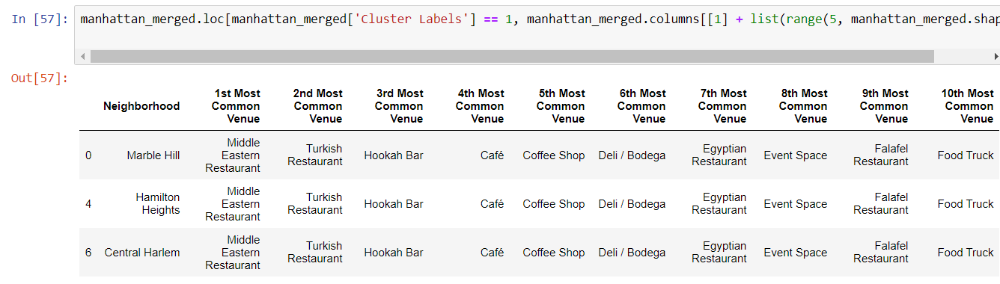 In [57]: manhattan_merged.loc[manhattan_merged['Cluster Labels'] == 1, manhattan_merged.columns[[1] + list(range(5, manhattan_merged.shap
Out[57]:
Neighborhood 1st Most Common Venue 2nd Most Common Venue 3rd Most Common Venue 4th Most Common Venue 5th Most Common Venue 6th Most Common Venue 7th Most Common Venue 8th Most Common Venue 9th Most Common Venue 10th Most Common Venue
0 Marble Hill Middle Eastern Restaurant Turkish Restaurant Hookah Bar Café Coffee Shop Deli / Bodega Egyptian Restaurant Event Space Falafel Restaurant Food Truck
4 Hamilton Heights Middle Eastern Restaurant Turkish Restaurant Hookah Bar Café Coffee Shop Deli / Bodega Egyptian Restaurant Event Space Falafel Restaurant Food Truck
6 Central Harlem Middle Eastern Restaurant Turkish Restaurant Hookah Bar Café Coffee Shop Deli / Bodega Egyptian Restaurant Event Space Falafel Restaurant Food Truck